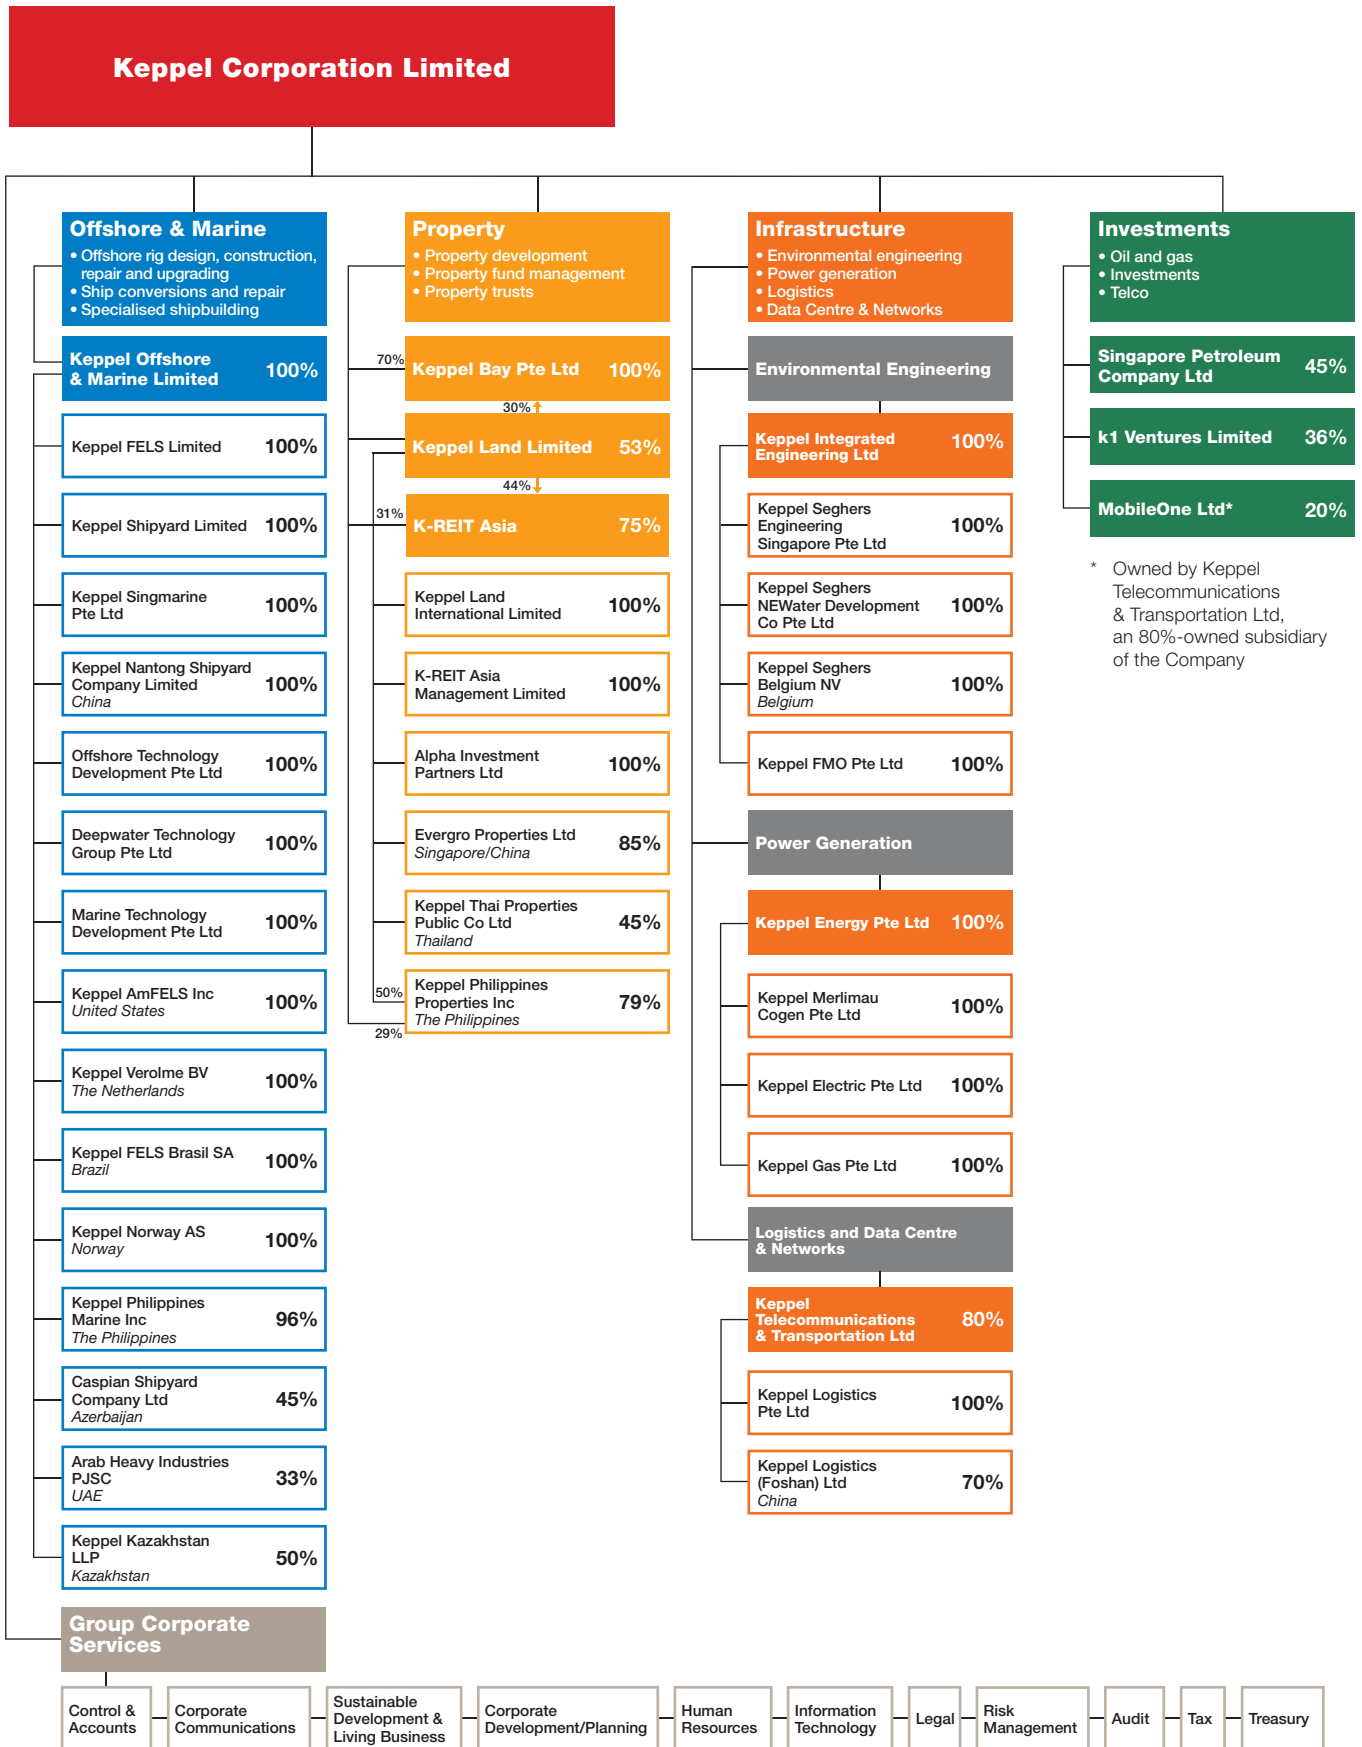 Keppel Corporation Limited
Offshore & Marine
• Offshore rig design, construction,
repair and upgrading
• Ship conversions and repair
• Specialised shipbuilding
Keppel Offshore
& Marine Limited 100%
Keppel FELS Limited 100%
Keppel Shipyard Limited 100%
Keppel Singmarine
Pte Ltd 100%
Keppel Nantong Shipyard
Company Limited 100%
China
Offshore Technology
Development Pte Ltd 100%
Deepwater Technology
Group Pte Ltd 100%
Marine Technology
Development Pte Ltd 100%
Keppel AmFELS Inc 100%
United States
Keppel Verolme BV 100%
The Netherlands
Keppel FELS Brasil SA 100%
Brazil
Keppel Norway AS 100%
Norway
Keppel Philippines
Marine Inc 96%
The Philippines
Caspian Shipyard
Company Ltd 45%
Azerbaijan
Arab Heavy Industries
PJSC 33%
UAE
Keppel Kazakhstan
LLP 50%
Kazakhstan
Property
• Property development
• Property fund management
• Property trusts
70%
Keppel Bay Pte Ltd 100%
30%
Keppel Land Limited 53%
44%
31%
K-REIT Asia 75%
Keppel Land
International Limited 100%
K-REIT Asia
Management Limited 100%
Alpha Investment
Partners Ltd 100%
Evergro Properties Ltd 85%
Singapore/China
Keppel Thai Properties
Public Co Ltd 45%
Thailand
50%
Keppel Philippines
Properties Inc 79%
The Philippines
29%
Infrastructure
• Environmental engineering
• Power generation
• Logistics
• Data Centre & Networks
Environmental Engineering
Keppel Integrated
Engineering Ltd 100%
Keppel Seghers
Engineering
Singapore Pte Ltd 100%
Keppel Seghers
NEWater Development
Co Pte Ltd 100%
Keppel Seghers
Belgium NV 100%
Belgium
Keppel FMO Pte Ltd 100%
Power Generation
Keppel Energy Pte Ltd 100%
Keppel Merlimau
Cogen Pte Ltd 100%
Keppel Electric Pte Ltd 100%
Keppel Gas Pte Ltd 100%
Logistics and Data Centre
& Networks
Keppel
Telecommunications
& Transportation Ltd 80%
Keppel Logistics
Pte Ltd 100%
Keppel Logistics
(Foshan) Ltd 70%
China
Investments
• Oil and gas
• Investments
• Telco
Singapore Petroleum
Company Ltd 45%
k1 Ventures Limited 36%
MobileOne Ltd* 20%
* Owned by Keppel
Telecommunications
& Transportation Ltd,
an 80%-owned subsidiary
of the Company
Group Corporate
Services
Control &
Accounts
Corporate
Communications
Sustainable
Development &
Living Business
Corporate
Development/Planning
Human
Resources
Information
Technology
Legal
Risk
Management
Audit
Tax
Treasury